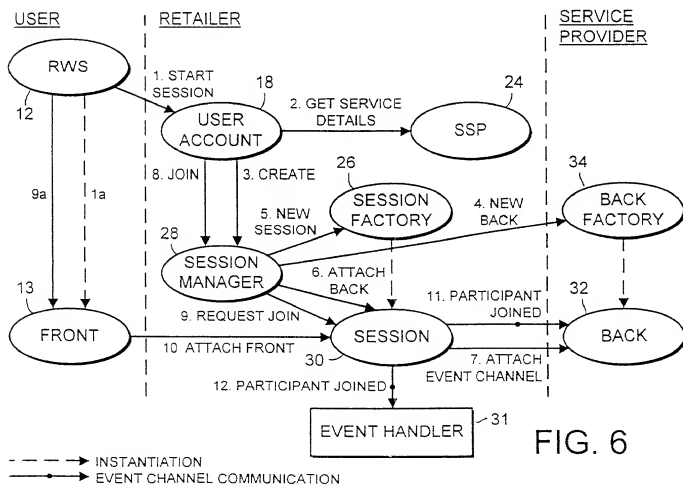 USER
RETAILER
SERVICE
PROVIDER
RWS
12
1. START
SESSION
18
USER
ACCOUNT
2. GET SERVICE
DETAILS
24
SSP
9a
1a
8. JOIN
3. CREATE
26
SESSION
FACTORY
34
BACK
FACTORY
4. NEW
BACK
5. NEW
SESSION
28
SESSION
MANAGER
6. ATTACH
BACK
9. REQUEST JOIN
13
FRONT
10 ATTACH FRONT
SESSION
30
11. PARTICIPANT
JOINED
32
BACK
7. ATTACH
EVENT CHANNEL
12. PARTICIPANT JOINED
EVENT HANDLER
31
FIG. 6
INSTANTIATION
EVENT CHANNEL COMMUNICATION